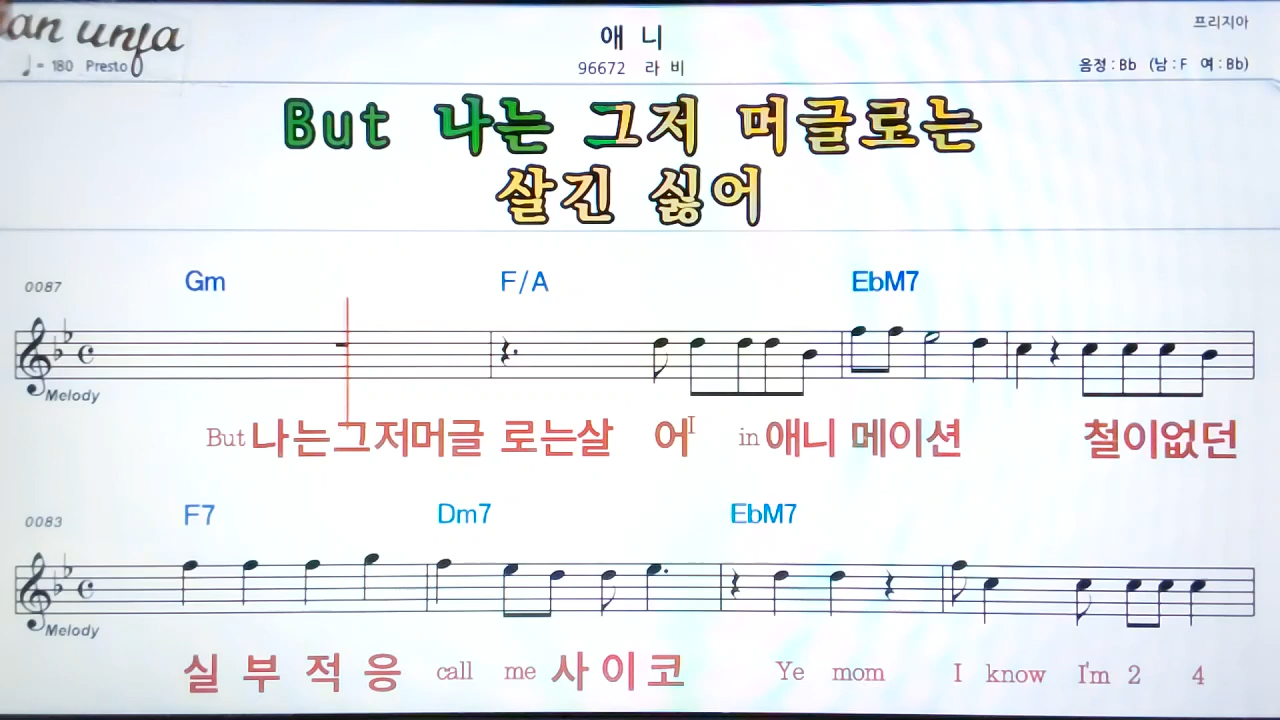 an unfa
프리지아
애 니
♩= 180 Presto
96672 라 비
음정 : Bb (남 : F 여 : Bb)
But 나는 그저 머글로는
살긴 싫어
0087
Gm F/A EbM7
Melody
But 나는그저머글 로는살 어 I in 애니 메이션 철이없던
0083
F7 Dm7 EbM7
Melody
실 부 적 응 call me 사 이 코 Ye mom I know I'm 2 4